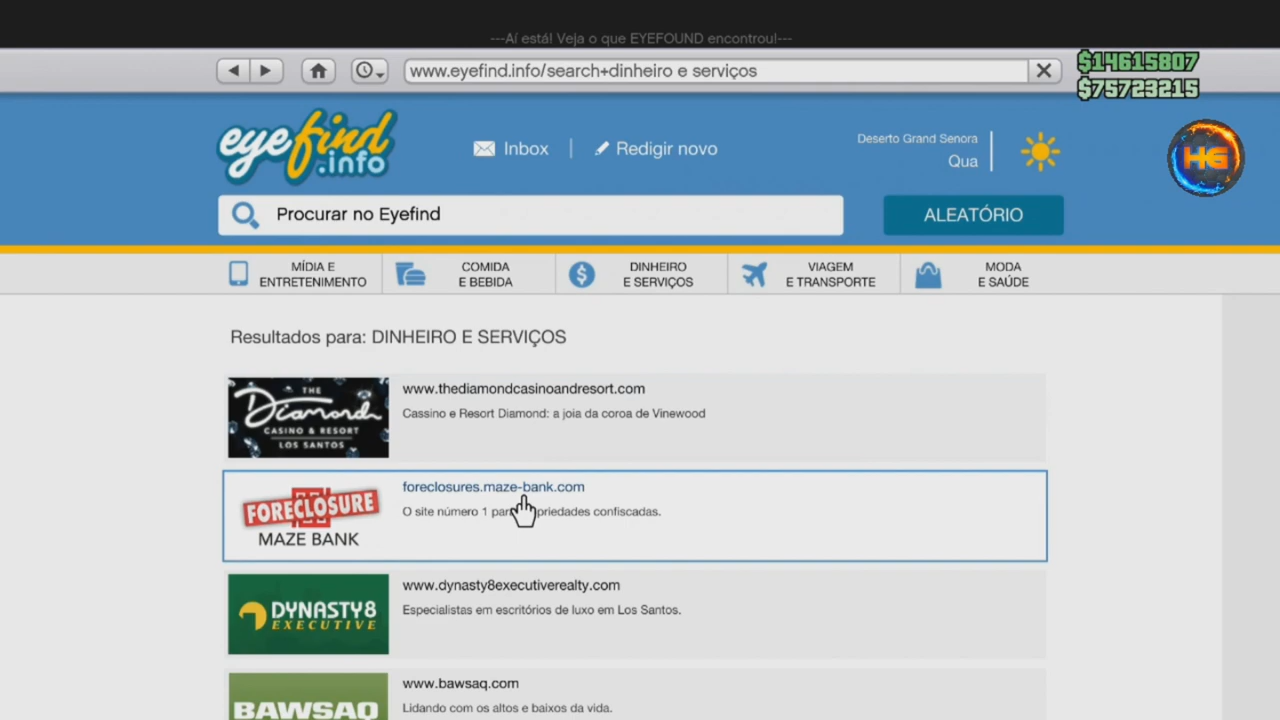 ---Aí está! Veja o que EYEFOUND encontrou!---
www.eyefind.info/search+dinheiro e serviços
$14615807
$75723215
eyefind.info
Inbox
Redigir novo
Deserto Grand Senora
Qua
HG
Procurar no Eyefind
ALEATÓRIO
MÍDIA E
ENTRETENIMENTO
COMIDA
E BEBIDA
DINHEIRO
E SERVIÇOS
VIAGEM
E TRANSPORTE
MODA
E SAÚDE
Resultados para: DINHEIRO E SERVIÇOS
THE
Diamond
CASINO & RESORT
LOS SANTOS
www.thediamondcasinoandresort.com
Cassino e Resort Diamond: a joia da coroa de Vinewood
FORECLOSURE
MAZE BANK
foreclosures.maze-bank.com
O site número 1 confiscadas.
DYNASTY8
EXECUTIVE
www.dynasty8executiverealty.com
Especialistas em escritórios de luxo em Los Santos.
BAWSAQ
www.bawsaq.com
Lidando com os altos e baixos da vida.